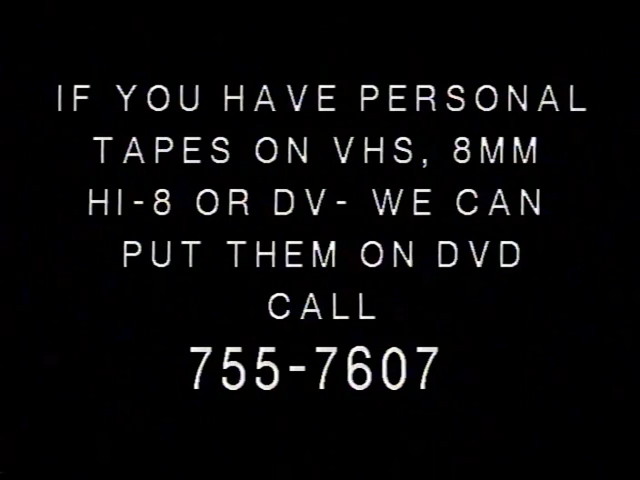 IF YOU HAVE PERSONAL
TAPES ON VHS, 8MM
HI-8 OR DV- WE CAN
PUT THEM ON DVD
CALL
755-7607